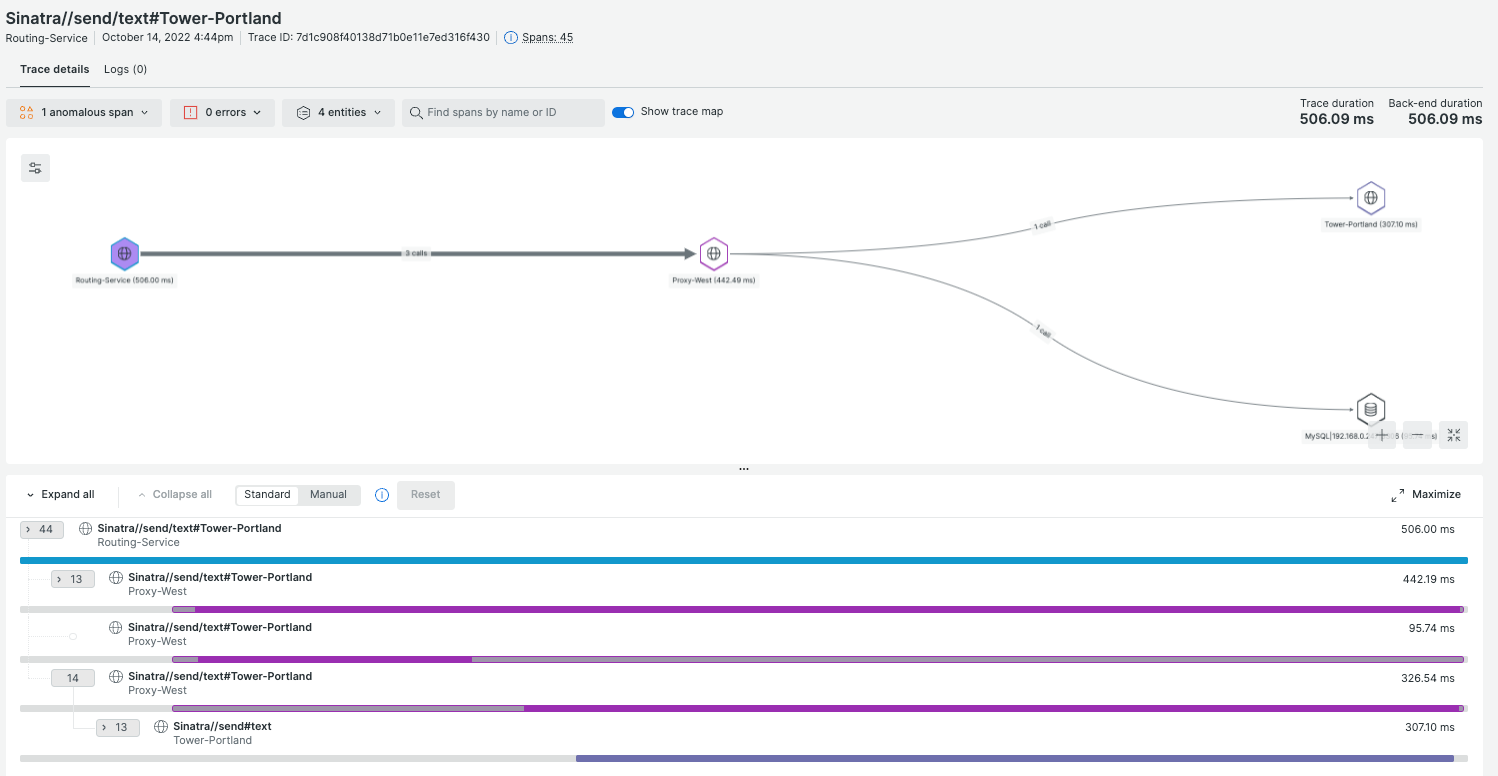 Sinatra//send/text#Tower-Portland
Routing-Service October 14, 2022 4:44pm Trace ID: 7d1c908f40138d71b0e11e7ed316f430 Spans: 45
Trace details Logs (0)
1 anomalous span 0 errors 4 entities Find spans by name or ID Show trace map
Trace duration Back-end duration
506.09 ms 506.09 ms
1 call
Tower-Portland (307.10 ms)
3 calls
Routing-Service (506.00 ms) Proxy-West (442.49 ms)
1 call
MySQL|192.168.0.
...
Expand all Collapse all Standard Manual Reset Maximize
44 Sinatra//send/text#Tower-Portland 506.00 ms
Routing-Service
13 Sinatra//send/text#Tower-Portland 442.19 ms
Proxy-West
Sinatra//send/text#Tower-Portland 95.74 ms
Proxy-West
14 Sinatra//send/text#Tower-Portland 326.54 ms
Proxy-West
13 Sinatra//send#text 307.10 ms
Tower-Portland